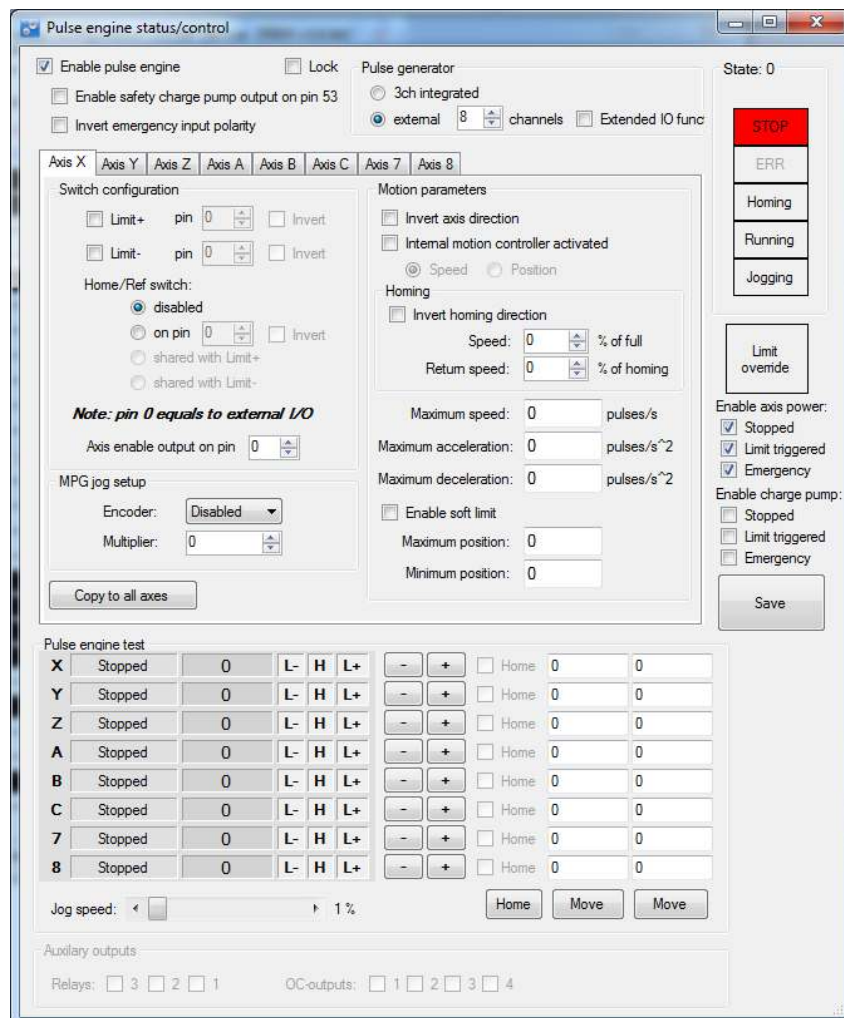 Pulse engine status/control
Enable pulse engine
Lock
Enable safety charge pump output on pin 53
Invert emergency input polarity
Pulse generator
3ch integrated
external 8 channels Extended IO funct
State: 0
STOP
ERR
Homing
Running
Jogging
Limit
override
Enable axis power:
Stopped
Limit triggered
Emergency
Enable charge pump:
Stopped
Limit triggered
Emergency
Save
Axis X Axis Y Axis Z Axis A Axis B Axis C Axis 7 Axis 8
Switch configuration
Limit+ pin 0 Invert
Limit- pin 0 Invert
Home/Ref switch:
disabled
on pin 0 Invert
shared with Limit+
shared with Limit-
Note: pin 0 equals to external I/O
Axis enable output on pin 0
MPG jog setup
Encoder: Disabled
Multiplier: 0
Copy to all axes
Motion parameters
Invert axis direction
Internal motion controller activated
Speed Position
Homing
Invert homing direction
Speed: 0 % of full
Return speed: 0 % of homing
Maximum speed: 0 pulses/s
Maximum acceleration: 0 pulses/s^2
Maximum deceleration: 0 pulses/s^2
Enable soft limit
Maximum position: 0
Minimum position: 0
Pulse engine test
X Stopped 0 L- H L+ - + Home 0 0
Y Stopped 0 L- H L+ - + Home 0 0
Z Stopped 0 L- H L+ - + Home 0 0
A Stopped 0 L- H L+ - + Home 0 0
B Stopped 0 L- H L+ - + Home 0 0
C Stopped 0 L- H L+ - + Home 0 0
7 Stopped 0 L- H L+ - + Home 0 0
8 Stopped 0 L- H L+ - + Home 0 0
Jog speed: 1 %
Home Move Move
Auxilary outputs
Relays: 3 2 1 OC-outputs: 1 2 3 4